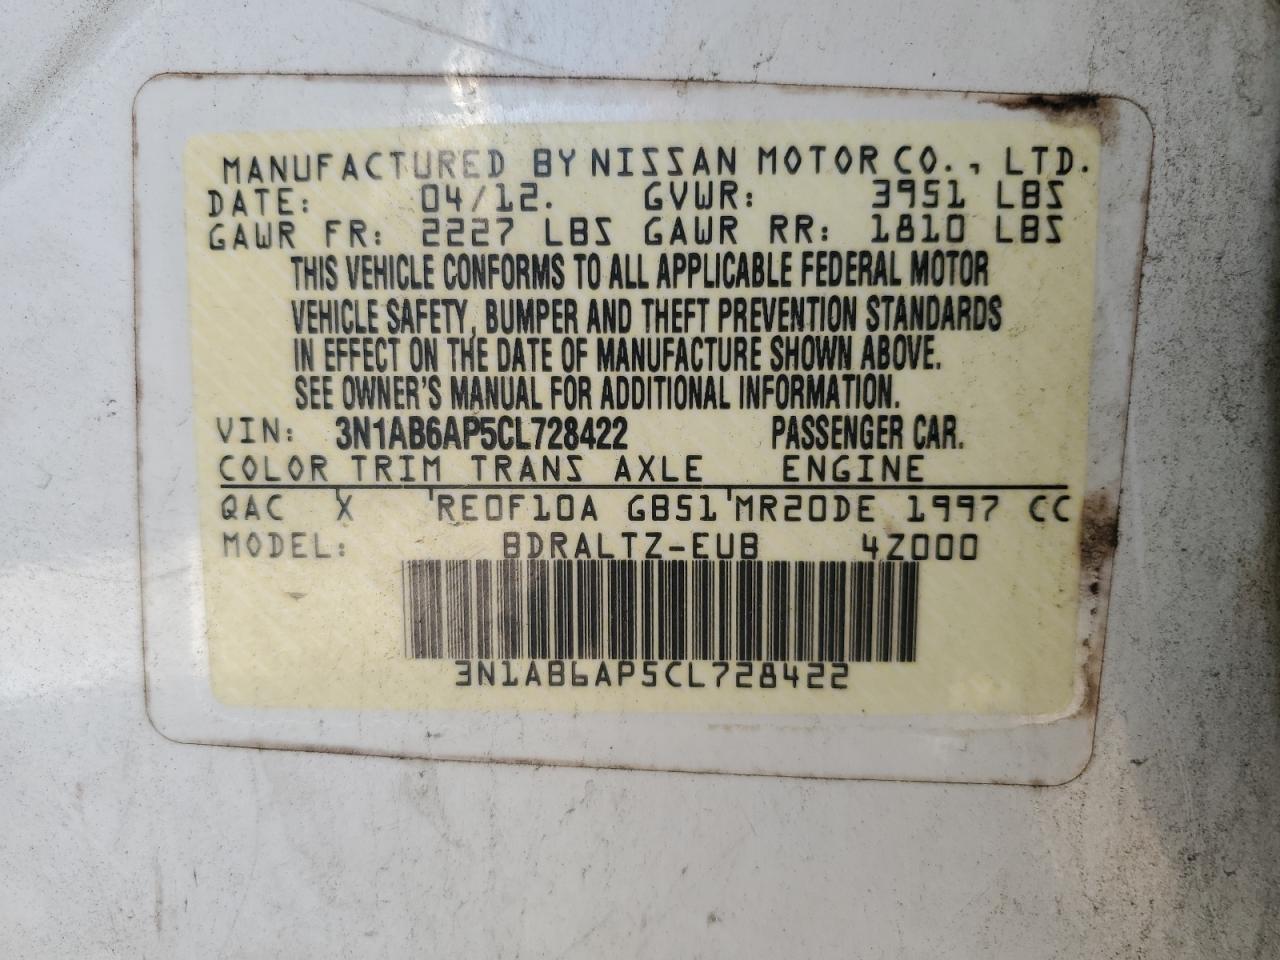 MANUFACTURED BY NISSAN MOTOR CO., LTD.
DATE: 04/12. GVWR: 3951 LBS
GAWR FR: 2227 LBS GAWR RR: 1810 LBS
THIS VEHICLE CONFORMS TO ALL APPLICABLE FEDERAL MOTOR
VEHICLE SAFETY, BUMPER AND THEFT PREVENTION STANDARDS
IN EFFECT ON THE DATE OF MANUFACTURE SHOWN ABOVE.
SEE OWNER'S MANUAL FOR ADDITIONAL INFORMATION.
VIN: 3N1AB6AP5CL728422 PASSENGER CAR.
COLOR TRIM TRANS AXLE ENGINE
QAC X RE0F10A GB51 MR20DE 1997 CC
MODEL: BDRALTZ-EUB 4Z000
3N1AB6AP5CL728422